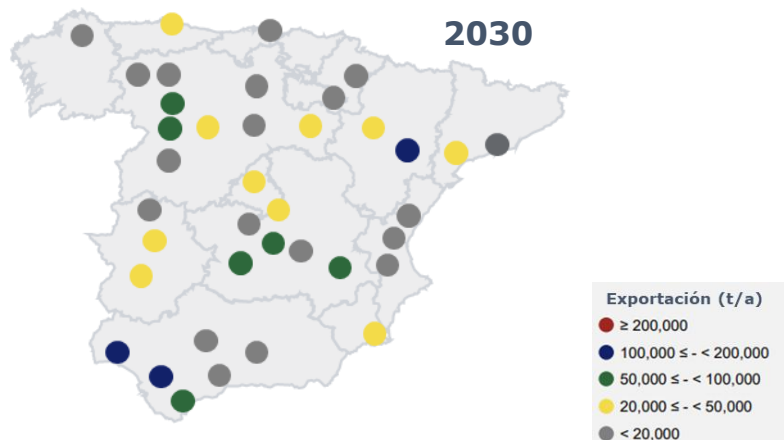 2030
Exportación (t/a)
≥ 200,000
100,000 ≤ - < 200,000
50,000 ≤ - < 100,000
20,000 ≤ - < 50,000
< 20,000